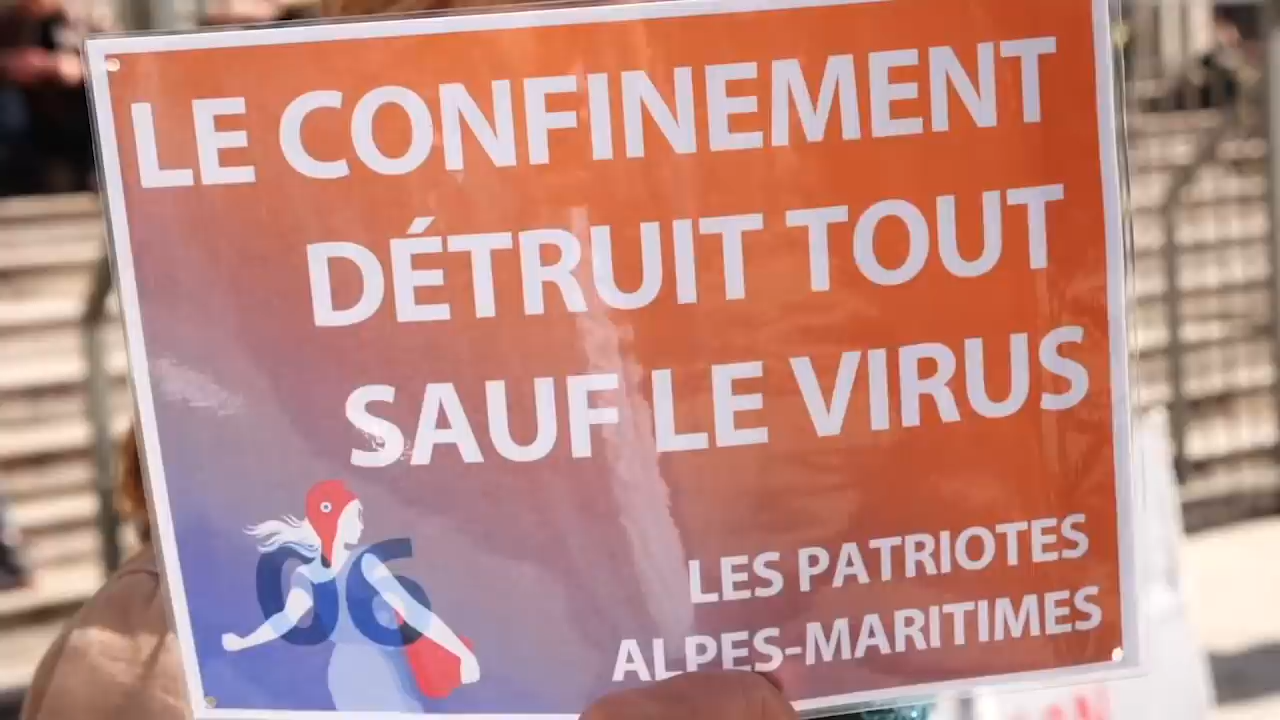 LE CONFINEMENT
DÉTRUIT TOUT
SAUF LE VIRUS
06
LES PATRIOTES
ALPES-MARITIMES